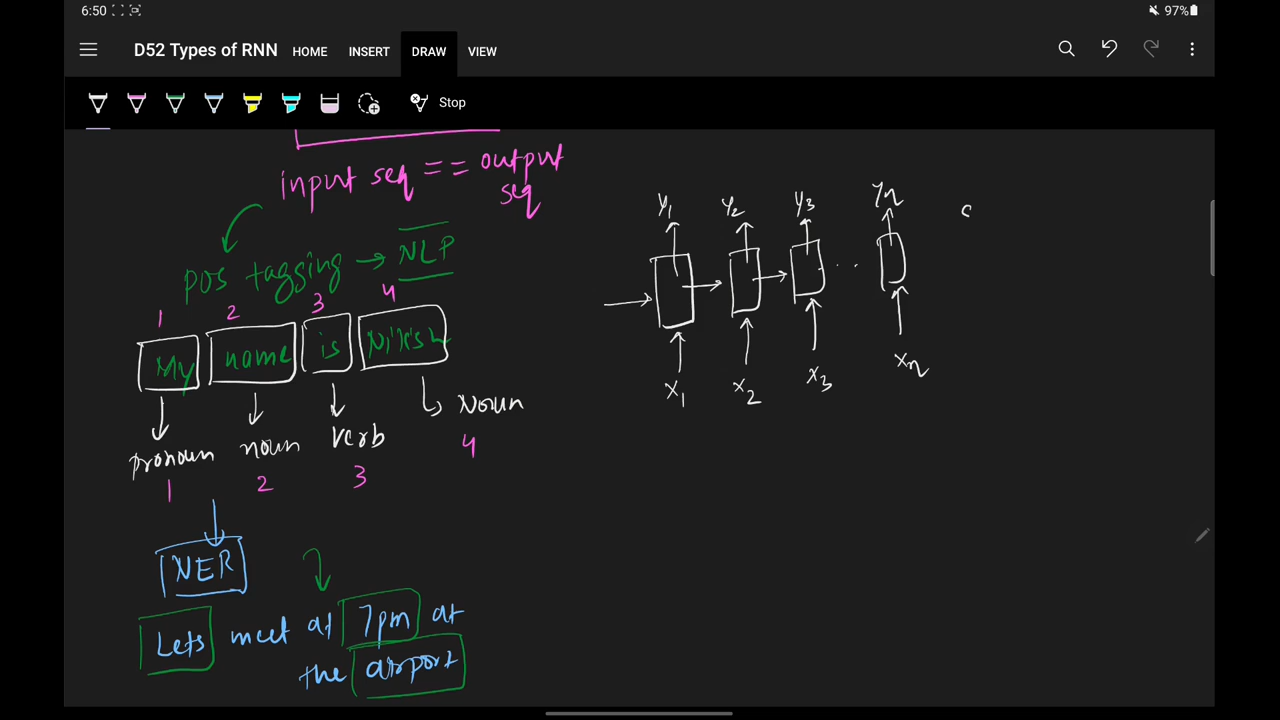 6:50 97%
D52 Types of RNN HOME INSERT DRAW VIEW
Stop
input seq == output
seq
POS tagging → NLP
1 2 3 4
My name is Nitish
pronoun noun verb Noun
1 2 3 4
NER
Lets meet at 7pm at
the airport
y1 y2 y3 yn
. . .
x1 x2 x3 xn